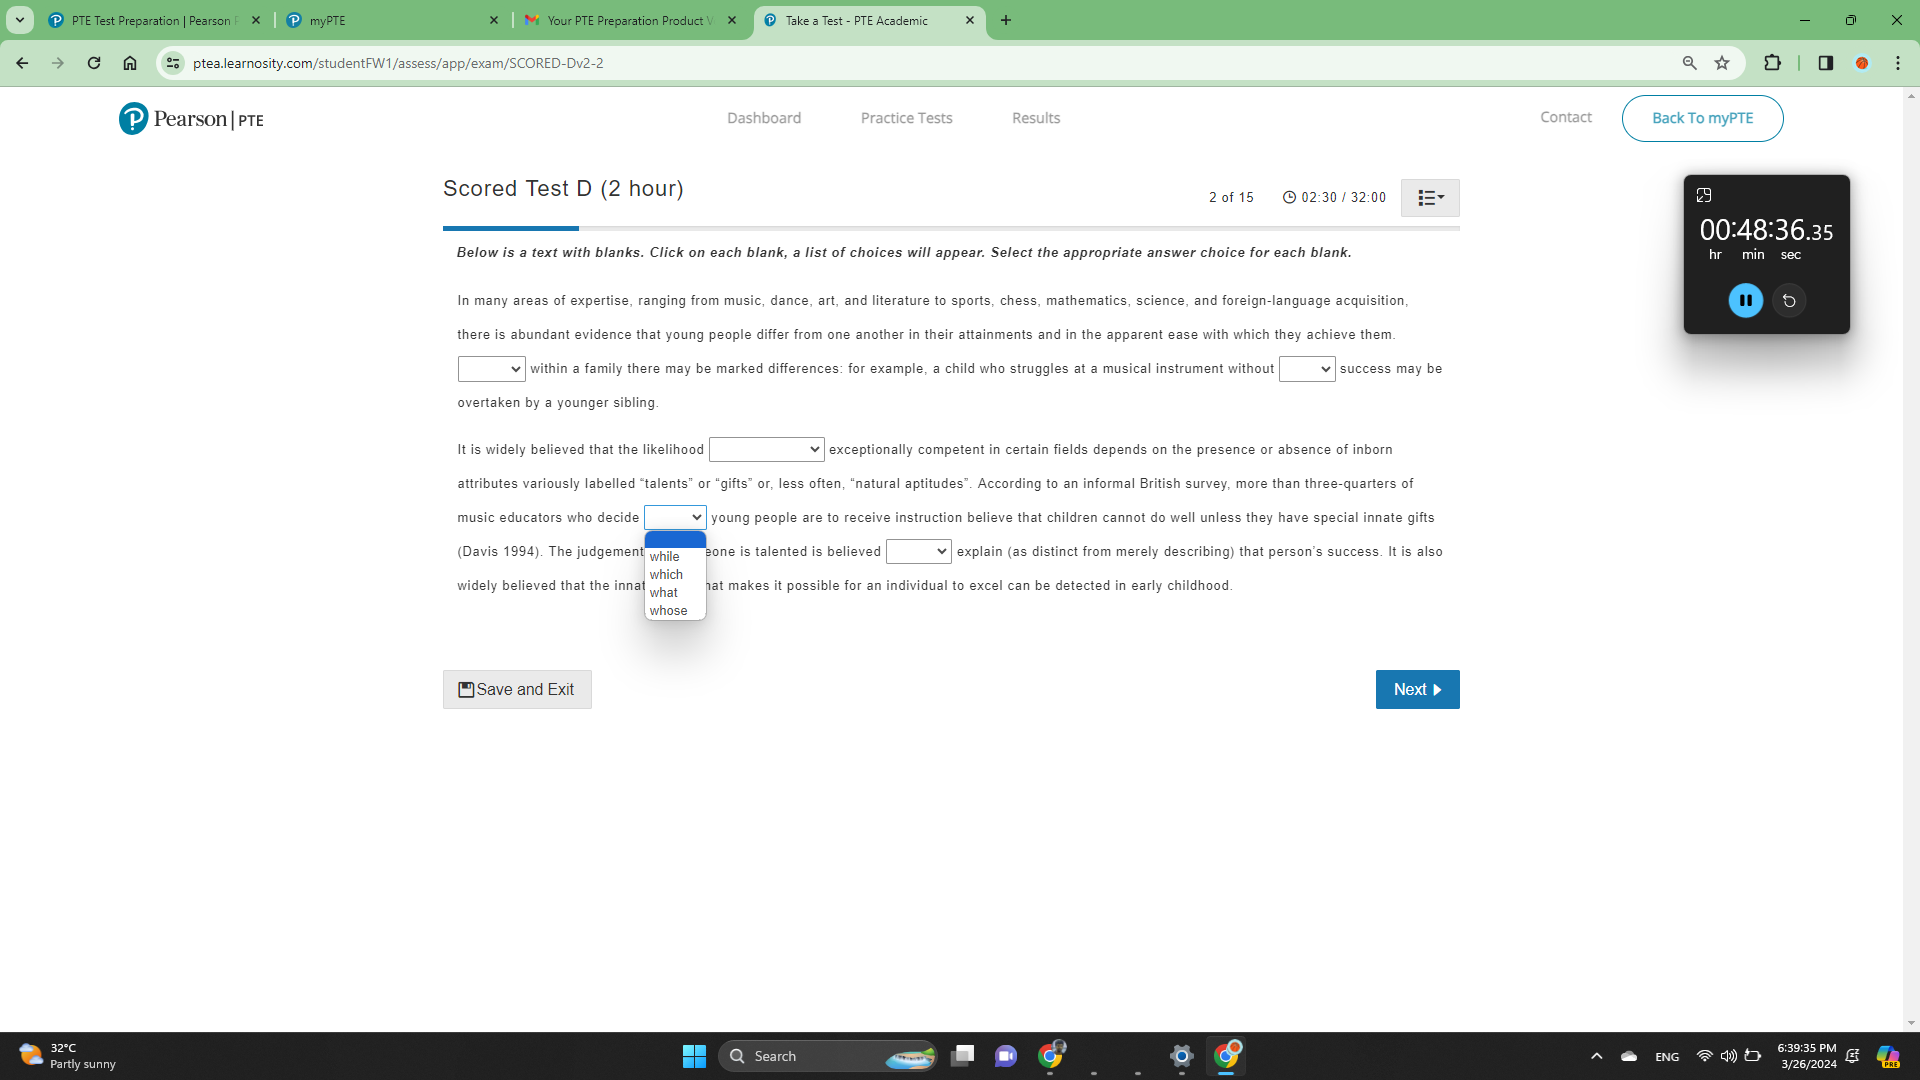 PTE Test Preparation | Pearson P
myPTE
Your PTE Preparation Product V
Take a Test - PTE Academic
ptea.learnosity.com/studentFW1/assess/app/exam/SCORED-Dv2-2
Pearson | PTE
Dashboard
Practice Tests
Results
Contact
Back To myPTE
Scored Test D (2 hour)
2 of 15
02:30 / 32:00
00:48:36.35
hr min sec
Below is a text with blanks. Click on each blank, a list of choices will appear. Select the appropriate answer choice for each blank.
In many areas of expertise, ranging from music, dance, art, and literature to sports, chess, mathematics, science, and foreign-language acquisition,
there is abundant evidence that young people differ from one another in their attainments and in the apparent ease with which they achieve them.
within a family there may be marked differences: for example, a child who struggles at a musical instrument without success may be
overtaken by a younger sibling.
It is widely believed that the likelihood exceptionally competent in certain fields depends on the presence or absence of inborn
attributes variously labelled “talents” or “gifts” or, less often, “natural aptitudes”. According to an informal British survey, more than three-quarters of
music educators who decide young people are to receive instruction believe that children cannot do well unless they have special innate gifts
(Davis 1994). The judgement eone is talented is believed explain (as distinct from merely describing) that person’s success. It is also
widely believed that the innat hat makes it possible for an individual to excel can be detected in early childhood.
while
which
what
whose
Save and Exit
Next
32°C
Partly sunny
Search
ENG
6:39:35 PM
3/26/2024
PRE